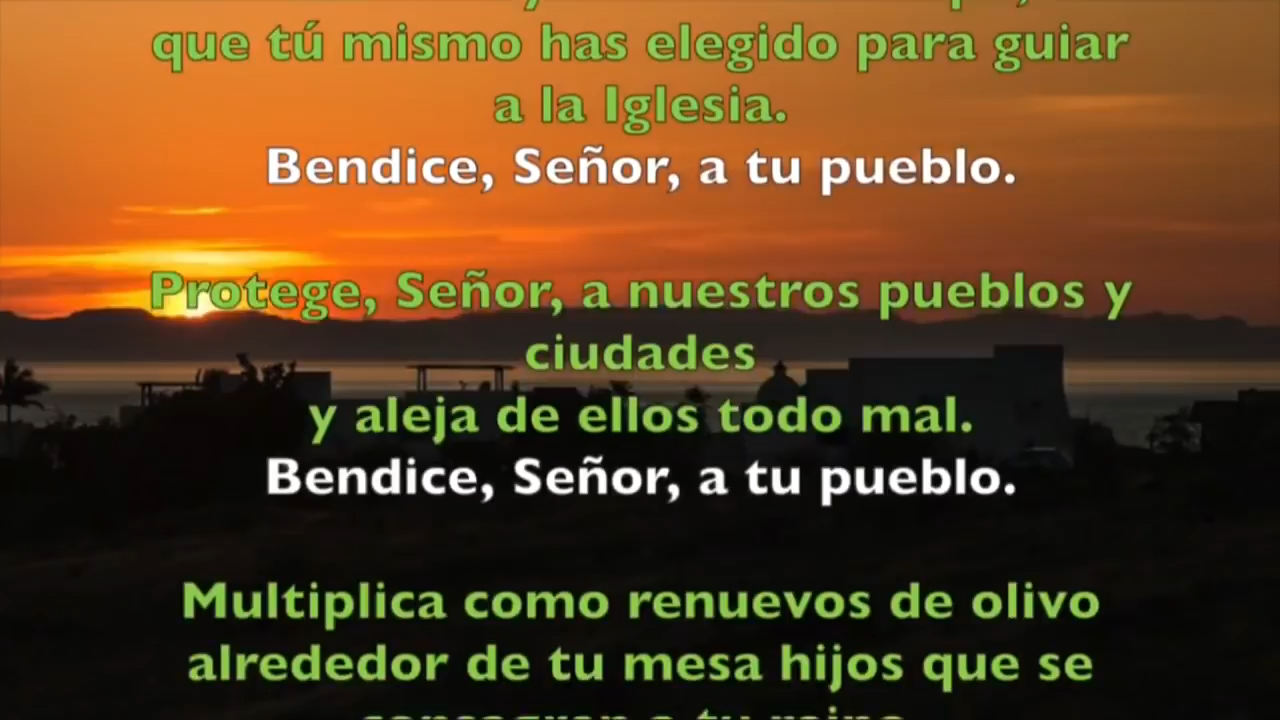 que tú mismo has elegido para guiar
a la Iglesia.
Bendice, Señor, a tu pueblo.
Protege, Señor, a nuestros pueblos y
ciudades
y aleja de ellos todo mal.
Bendice, Señor, a tu pueblo.
Multiplica como renuevos de olivo
alrededor de tu mesa hijos que se